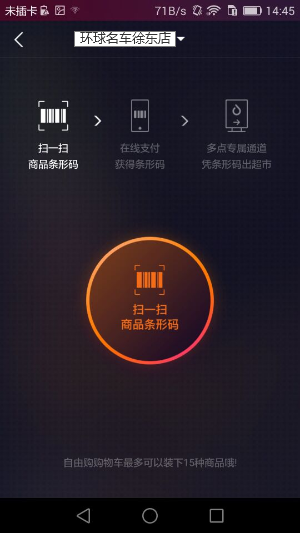 未插卡 71B/s 14:45
环球名车徐东店
扫一扫
商品条形码
在线支付
获得条形码
多点专属通道
凭条形码出超市
扫一扫
商品条形码
自由购购物车最多可以装下15种商品哦!